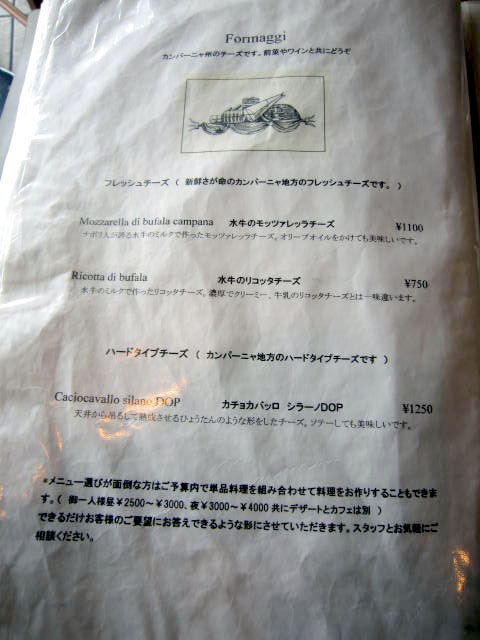 Formaggi
カンパーニャ州のチーズです。前菜やワインと共にどうぞ
フレッシュチーズ ( 新鮮さが命のカンパーニャ地方のフレッシュチーズです。 )
Mozzarella di bufala campana 水牛のモッツァレッラチーズ ¥1100
ナポリ人が誇る水牛のミルクで作ったモッツァレッラチーズ。オリーブオイルをかけても美味しいです。
Ricotta di bufala 水牛のリコッタチーズ ¥750
水牛のミルクで作ったリコッタチーズ。濃厚でクリーミー、牛乳のリコッタチーズとは一味違います。
ハードタイプチーズ ( カンパーニャ地方のハードタイプチーズです )
Caciocavallo silano DOP カチョカバッロ シラーノDOP ¥1250
天井から吊るして熟成させるひょうたんのような形をしたチーズ。ソテーしても美味しいです。
*メニュー選びが面倒な方はご予算内で単品料理を組み合わせて料理をお作りすることもできま
す。( 御一人様昼¥2500~¥3000、夜¥3000~¥4000 共にデザートとカフェは別 )
できるだけお客様のご要望にお答えできるような形にさせていただきます。スタッフとお気軽にご
相談ください。